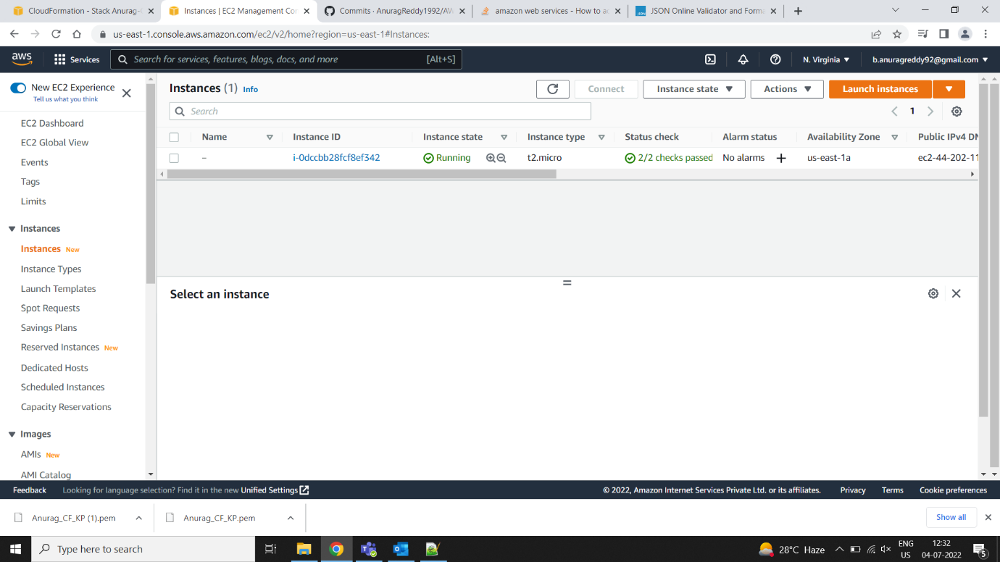 CloudFormation - Stack Anurag-
Instances | EC2 Management Con
Commits · AnuragReddy1992/AW
amazon web services - How to ac
JSON Online Validator and Forma
us-east-1.console.aws.amazon.com/ec2/v2/home?region=us-east-1#Instances:
aws
Services
Search for services, features, blogs, docs, and more
[Alt+S]
N. Virginia
b.anuragreddy92@gmail.com
New EC2 Experience
Tell us what you think
EC2 Dashboard
EC2 Global View
Events
Tags
Limits
Instances
Instances New
Instance Types
Launch Templates
Spot Requests
Savings Plans
Reserved Instances New
Dedicated Hosts
Scheduled Instances
Capacity Reservations
Images
AMIs New
AMI Catalog
Instances (1) Info
Connect
Instance state
Actions
Launch instances
Search
1
Name Instance ID Instance state Instance type Status check Alarm status Availability Zone Public IPv4 DN
– i-0dccbb28fcf8ef342 Running t2.micro 2/2 checks passed No alarms us-east-1a ec2-44-202-11
Select an instance
Feedback
Looking for language selection? Find it in the new Unified Settings
© 2022, Amazon Internet Services Private Ltd. or its affiliates.
Privacy
Terms
Cookie preferences
Anurag_CF_KP (1).pem
Anurag_CF_KP.pem
Show all
Type here to search
28°C Haze
ENG
US
12:32
04-07-2022
5